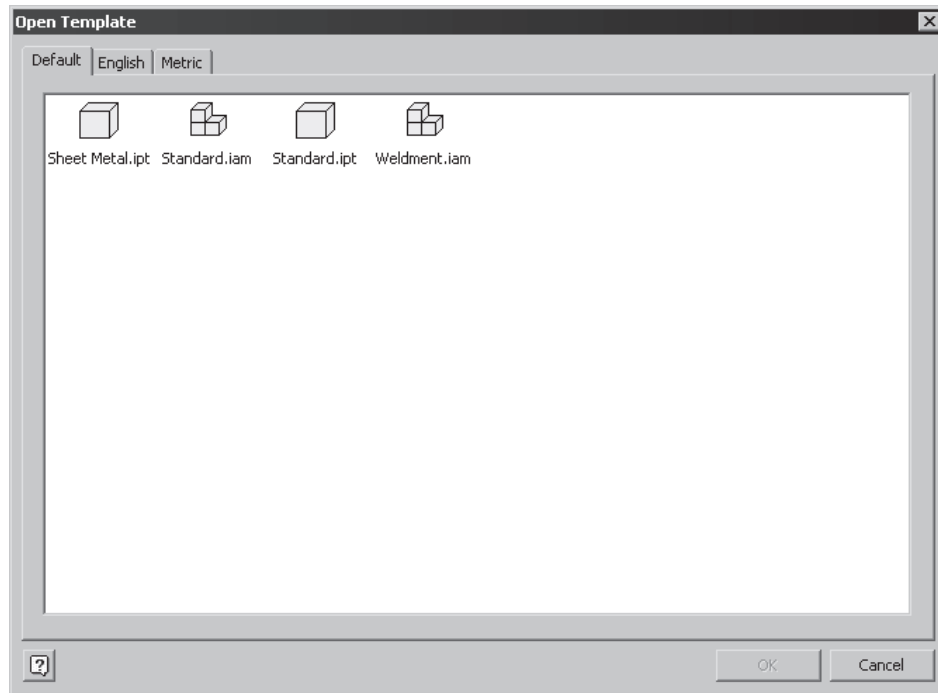 Open Template
Default English Metric
Sheet Metal.ipt Standard.iam Standard.ipt Weldment.iam
? OK Cancel